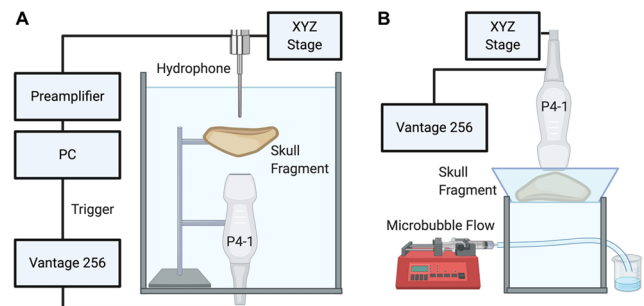 A
XYZ
Stage
Hydrophone
Preamplifier
PC
Skull
Fragment
Trigger
P4-1
Vantage 256
B
XYZ
Stage
P4-1
Vantage 256
Skull
Fragment
Microbubble Flow